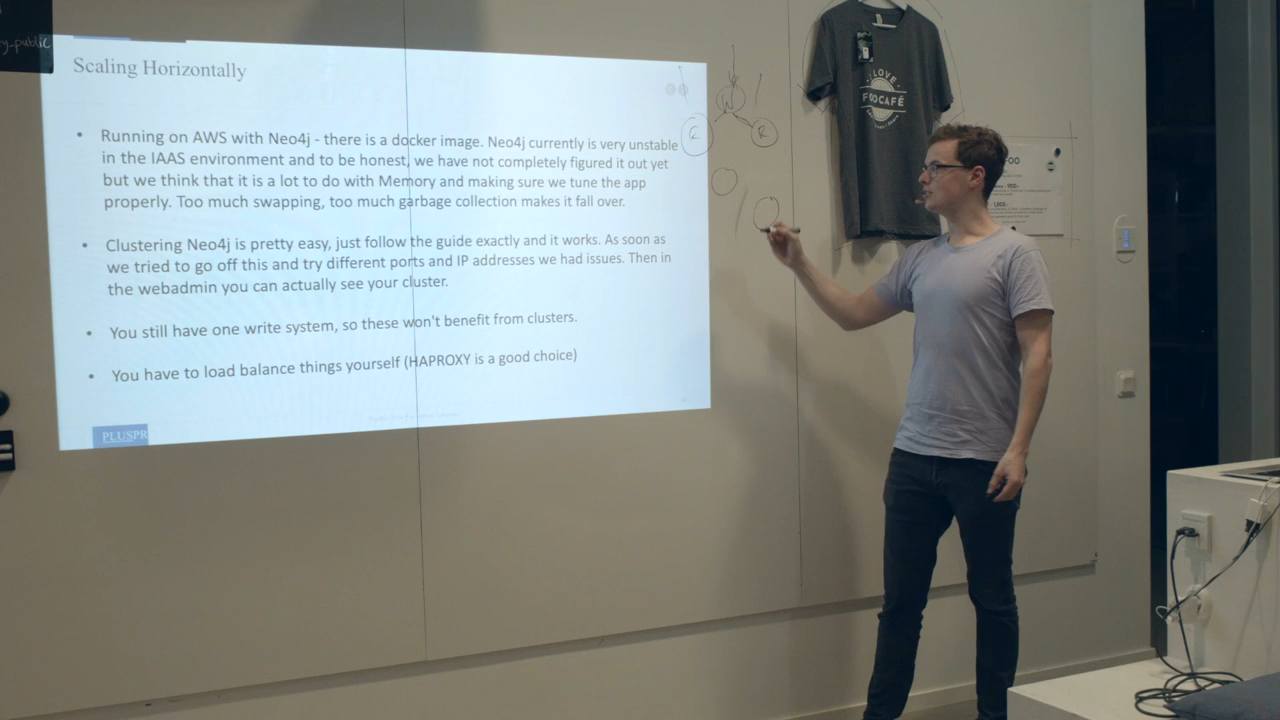 ry_public
Scaling Horizontally
• Running on AWS with Neo4j - there is a docker image. Neo4j currently is very unstable
in the IAAS environment and to be honest, we have not completely figured it out yet
but we think that it is a lot to do with Memory and making sure we tune the app
properly. Too much swapping, too much garbage collection makes it fall over.
• Clustering Neo4j is pretty easy, just follow the guide exactly and it works. As soon as
we tried to go off this and try different ports and IP addresses we had issues. Then in
the webadmin you can actually see your cluster.
• You still have one write system, so these won't benefit from clusters.
• You have to load balance things yourself (HAPROXY is a good choice)
PLUSPR
W
R
R
I LOVE
FOOCAFÉ